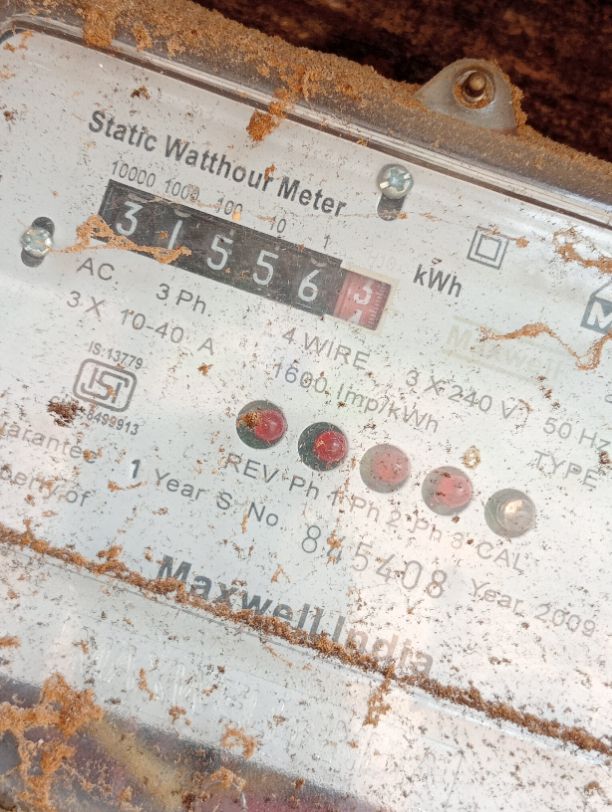 Static Watthour Meter
10000 1000 100 10 1
31556 3 kWh
AC. 3 Ph. 4 WIRE 3 X 240 V 50 Hz
3 X 10-40 A 1600 Imp/kWh TYPE
IS:13779
ISI
REV Ph 1 Ph 2 Ph 3 CAL
1 Year S No. 845408 Year 2009
Maxwell India